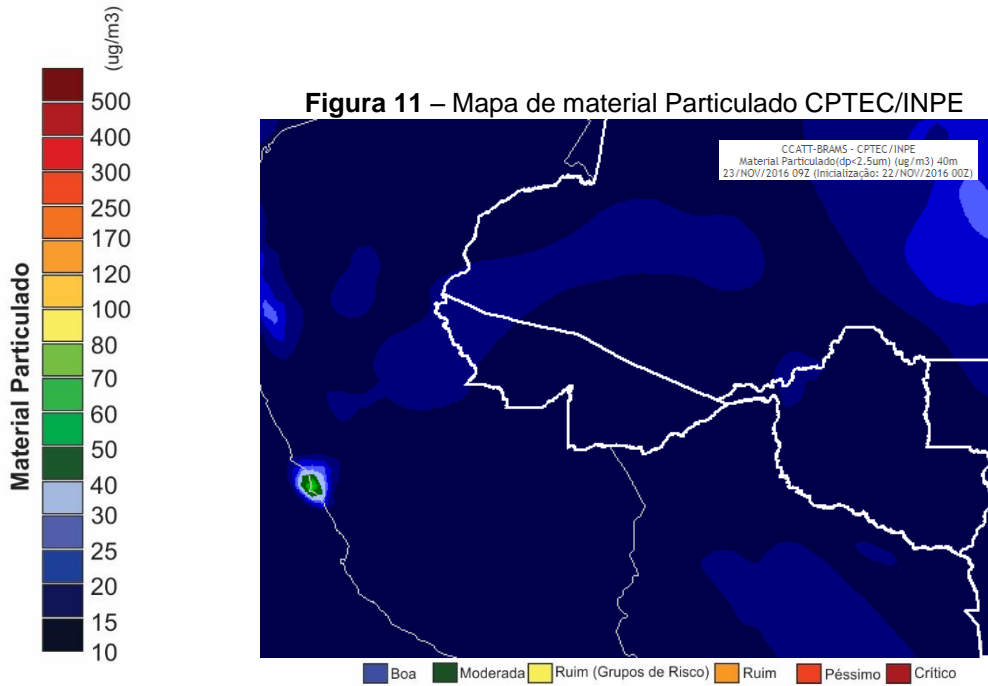 Figura 11 – Mapa de material Particulado CPTEC/INPE
(ug/m3)
Material Particulado
500
400
300
250
170
120
100
80
70
60
50
40
30
25
20
15
10
CCATT-BRAMS - CPTEC/INPE
Material Particulado(dp<2.5um) (ug/m3) 40m
23/NOV/2016 09Z (Inicialização: 22/NOV/2016 00Z)
Boa Moderada Ruim (Grupos de Risco) Ruim Péssimo Crítico